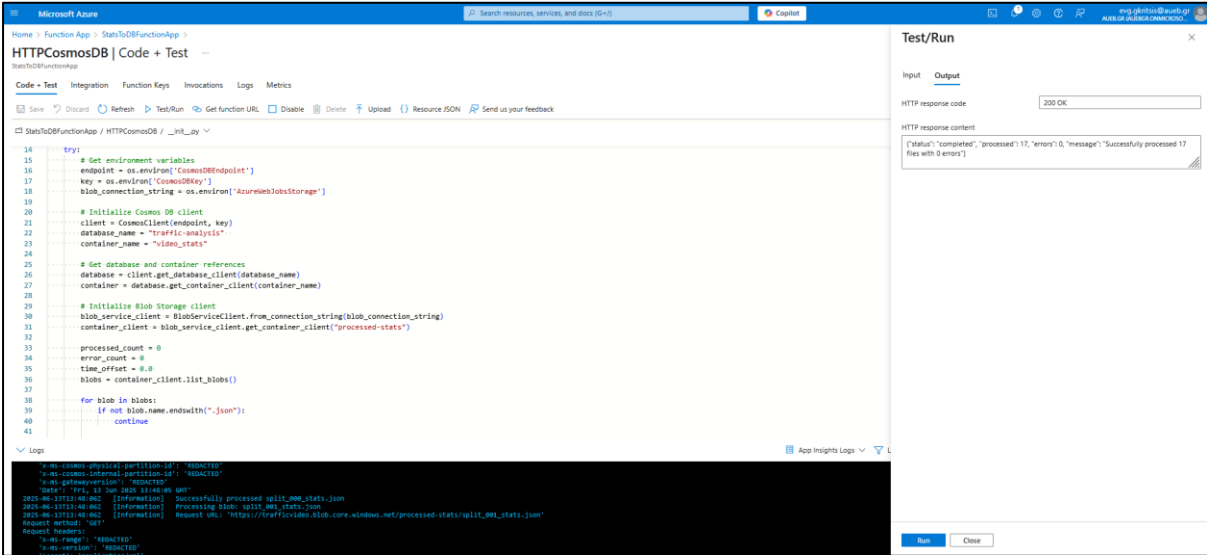 Microsoft Azure
Search resources, services, and docs (G+/)
Copilot
evg.gkritsis@aueb.gr
AUEB.GR (AUEBGR.ONMICROSO...
Home > Function App > StatsToDBFunctionApp >
HTTPCosmosDB | Code + Test ...
StatsToDBFunctionApp
Code + Test Integration Function Keys Invocations Logs Metrics
Save Discard Refresh Test/Run Get function URL Disable Delete Upload {} Resource JSON Send us your feedback
StatsToDBFunctionApp / HTTPCosmosDB / __init__.py
14 try:
15 # Get environment variables
16 endpoint = os.environ['CosmosDBEndpoint']
17 key = os.environ['CosmosDBKey']
18 blob_connection_string = os.environ['AzureWebJobsStorage']
19
20 # Initialize Cosmos DB client
21 client = CosmosClient(endpoint, key)
22 database_name = "traffic-analysis"
23 container_name = "video_stats"
24
25 # Get database and container references
26 database = client.get_database_client(database_name)
27 container = database.get_container_client(container_name)
28
29 # Initialize Blob Storage client
30 blob_service_client = BlobServiceClient.from_connection_string(blob_connection_string)
31 container_client = blob_service_client.get_container_client("processed-stats")
32
33 processed_count = 0
34 error_count = 0
35 time_offset = 0.0
36 blobs = container_client.list_blobs()
37
38 for blob in blobs:
39 if not blob.name.endswith(".json"):
40 continue
41
Logs
App Insights Logs
L
'x-ms-cosmos-physical-partition-id': 'REDACTED'
'x-ms-cosmos-internal-partition-id': 'REDACTED'
'x-ms-gatewayversion': 'REDACTED'
'Date': 'Fri, 13 Jun 2025 13:48:05 GMT'
2025-06-13T13:48:06Z [Information] Successfully processed split_000_stats.json
2025-06-13T13:48:06Z [Information] Processing blob: split_001_stats.json
2025-06-13T13:48:06Z [Information] Request URL: 'https://trafficvideo.blob.core.windows.net/processed-stats/split_001_stats.json'
Request method: 'GET'
Request headers:
'x-ms-range': 'REDACTED'
'x-ms-version': 'REDACTED'
Test/Run
Input Output
HTTP response code 200 OK
HTTP response content
{"status": "completed", "processed": 17, "errors": 0, "message": "Successfully processed 17
files with 0 errors"}
Run Close